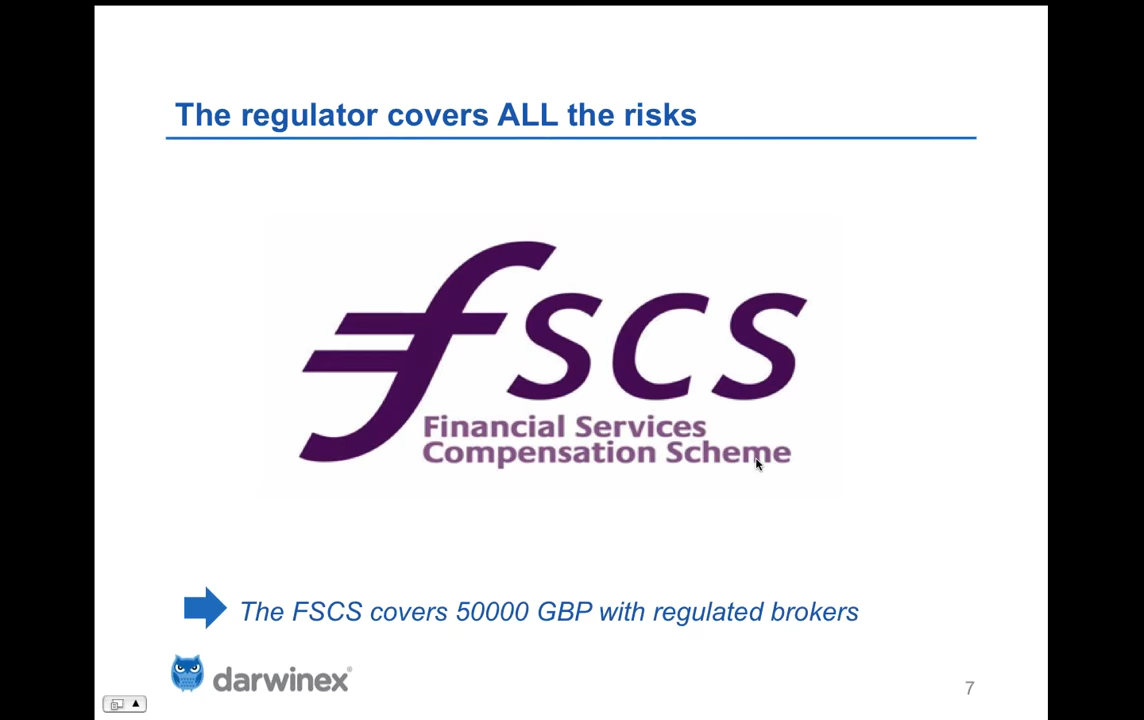 The regulator covers ALL the risks
fSCS
Financial Services
Compensation Scheme
The FSCS covers 50000 GBP with regulated brokers
darwinex®
7